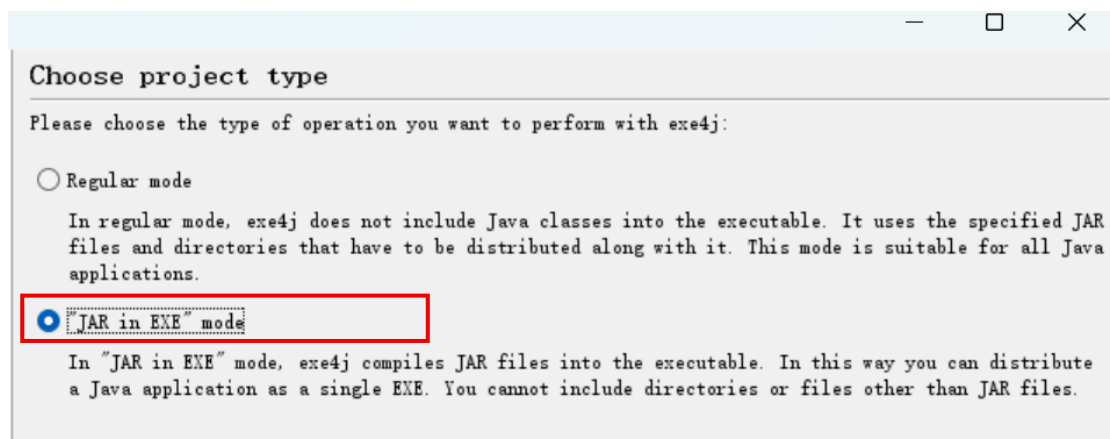 Choose project type
Please choose the type of operation you want to perform with exe4j:
Regular mode
In regular mode, exe4j does not include Java classes into the executable. It uses the specified JAR
files and directories that have to be distributed along with it. This mode is suitable for all Java
applications.
"JAR in EXE" mode
In "JAR in EXE" mode, exe4j compiles JAR files into the executable. In this way you can distribute
a Java application as a single EXE. You cannot include directories or files other than JAR files.